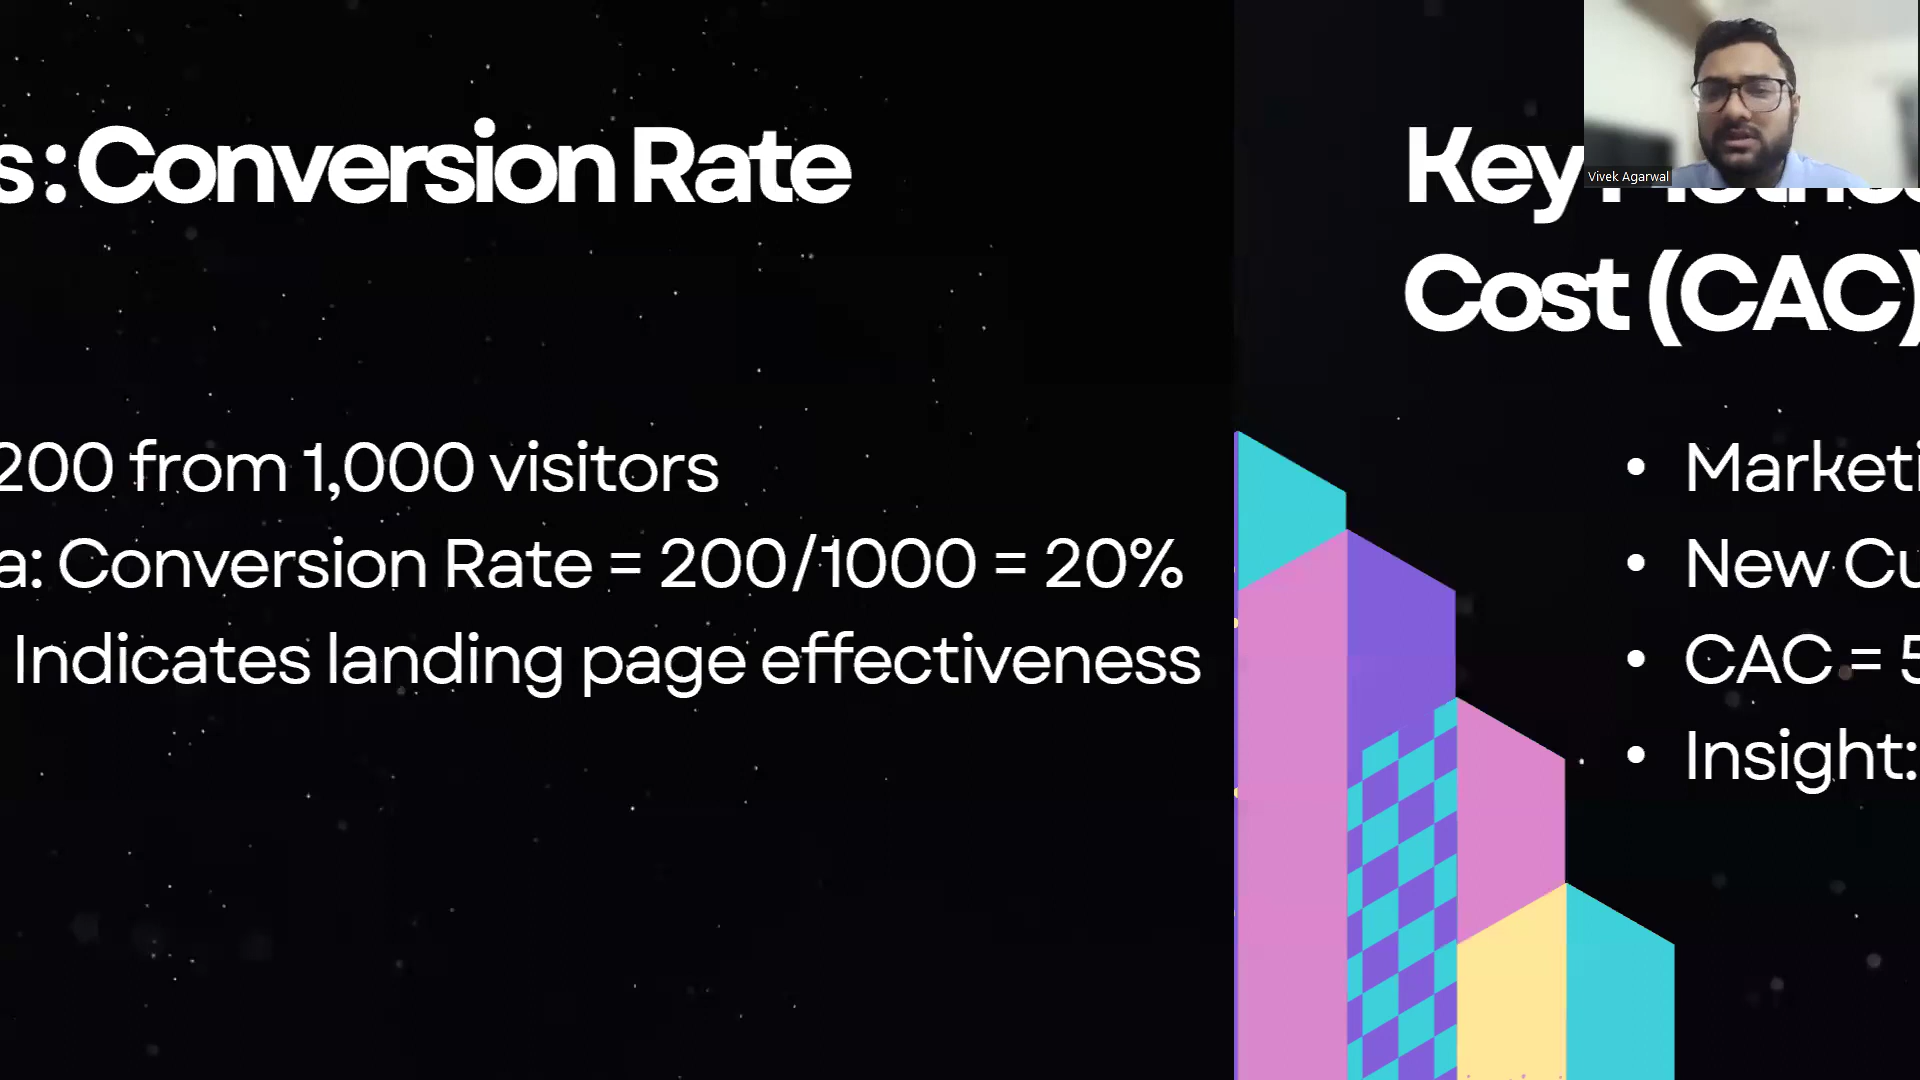 s : Conversion Rate
200 from 1,000 visitors
a: Conversion Rate = 200/1000 = 20%
Indicates landing page effectiveness
Key
Cost (CAC)
• Marketi
• New Cu
• CAC = 5
• Insight:
Vivek Agarwal